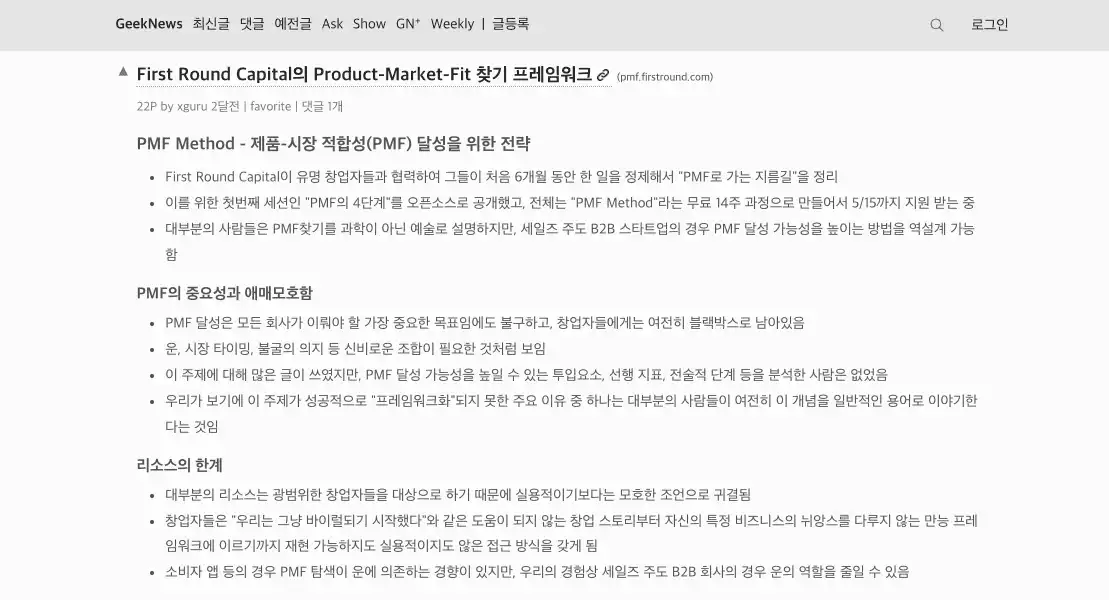 GeekNews 최신글 댓글 예전글 Ask Show GN⁺ Weekly | 글등록 로그인
▲ First Round Capital의 Product-Market-Fit 찾기 프레임워크 (pmf.firstround.com)
22P by xguru 2달전 | favorite | 댓글 1개
PMF Method - 제품-시장 적합성(PMF) 달성을 위한 전략
• First Round Capital이 유명 창업자들과 협력하여 그들이 처음 6개월 동안 한 일을 정제해서 "PMF로 가는 지름길"을 정리
• 이를 위한 첫번째 세션인 "PMF의 4단계"를 오픈소스로 공개했고, 전체는 "PMF Method"라는 무료 14주 과정으로 만들어서 5/15까지 지원 받는 중
• 대부분의 사람들은 PMF찾기를 과학이 아닌 예술로 설명하지만, 세일즈 주도 B2B 스타트업의 경우 PMF 달성 가능성을 높이는 방법을 역설계 가능
함
PMF의 중요성과 애매모호함
• PMF 달성은 모든 회사가 이뤄야 할 가장 중요한 목표임에도 불구하고, 창업자들에게는 여전히 블랙박스로 남아있음
• 운, 시장 타이밍, 불굴의 의지 등 신비로운 조합이 필요한 것처럼 보임
• 이 주제에 대해 많은 글이 쓰였지만, PMF 달성 가능성을 높일 수 있는 투입요소, 선행 지표, 전술적 단계 등을 분석한 사람은 없었음
• 우리가 보기에 이 주제가 성공적으로 "프레임워크화"되지 못한 주요 이유 중 하나는 대부분의 사람들이 여전히 이 개념을 일반적인 용어로 이야기한
다는 것임
리소스의 한계
• 대부분의 리소스는 광범위한 창업자들을 대상으로 하기 때문에 실용적이기보다는 모호한 조언으로 귀결됨
• 창업자들은 "우리는 그냥 바이럴되기 시작했다"와 같은 도움이 되지 않는 창업 스토리부터 자신의 특정 비즈니스의 뉘앙스를 다루지 않는 만능 프레
임워크에 이르기까지 재현 가능하지도 실용적이지도 않은 접근 방식을 갖게 됨
• 소비자 앱 등의 경우 PMF 탐색이 운에 의존하는 경향이 있지만, 우리의 경험상 세일즈 주도 B2B 회사의 경우 운의 역할을 줄일 수 있음